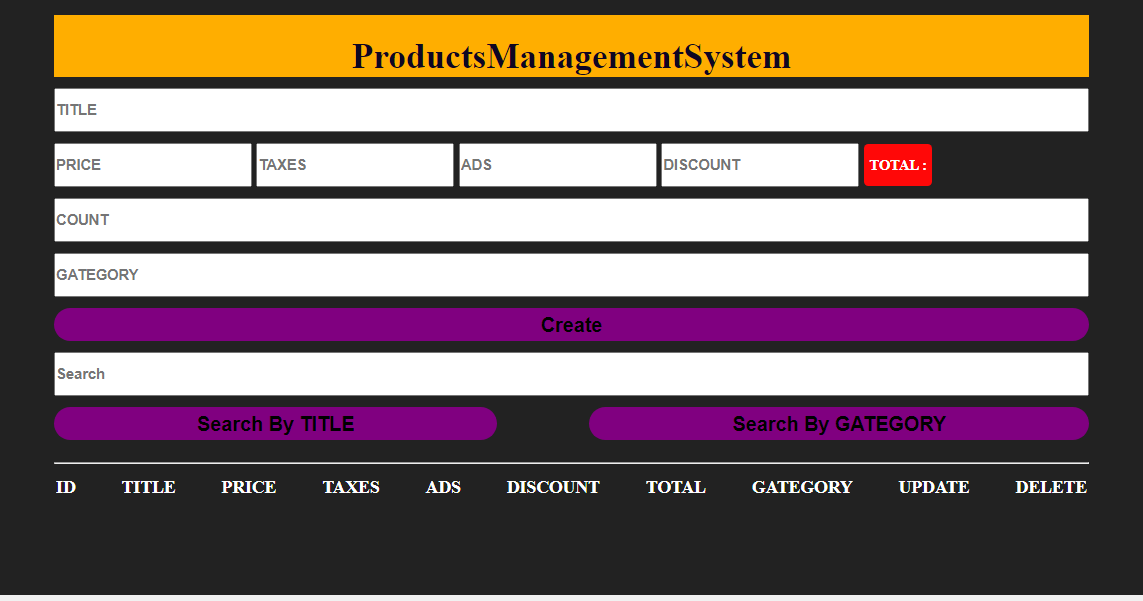 ProductsManagementSystem
TITLE
PRICE TAXES ADS DISCOUNT TOTAL :
COUNT
GATEGORY
Create
Search
Search By TITLE Search By GATEGORY
ID TITLE PRICE TAXES ADS DISCOUNT TOTAL GATEGORY UPDATE DELETE